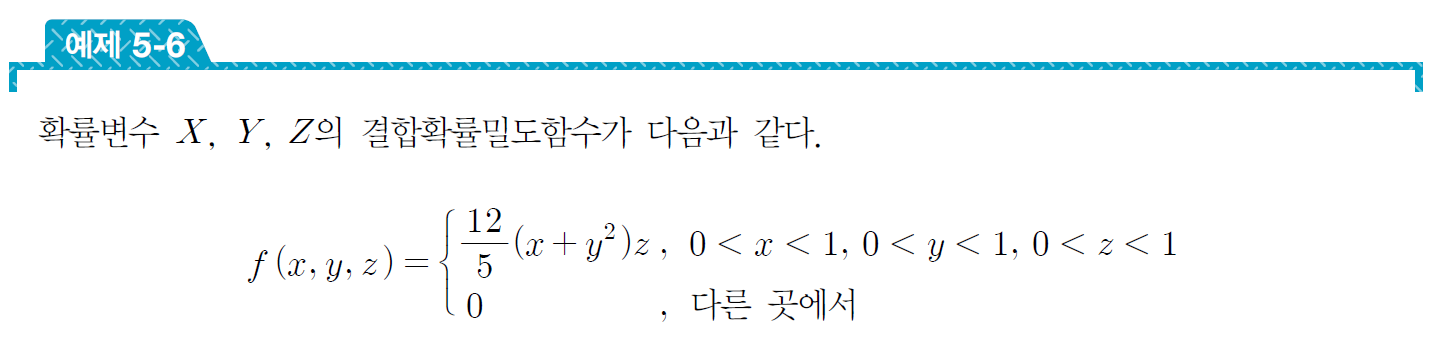 예제 5-6
확률변수 X, Y, Z의 결합확률밀도함수가 다음과 같다.
f(x, y, z) = { 12/5 (x + y²)z , 0 < x < 1, 0 < y < 1, 0 < z < 1
0 , 다른 곳에서